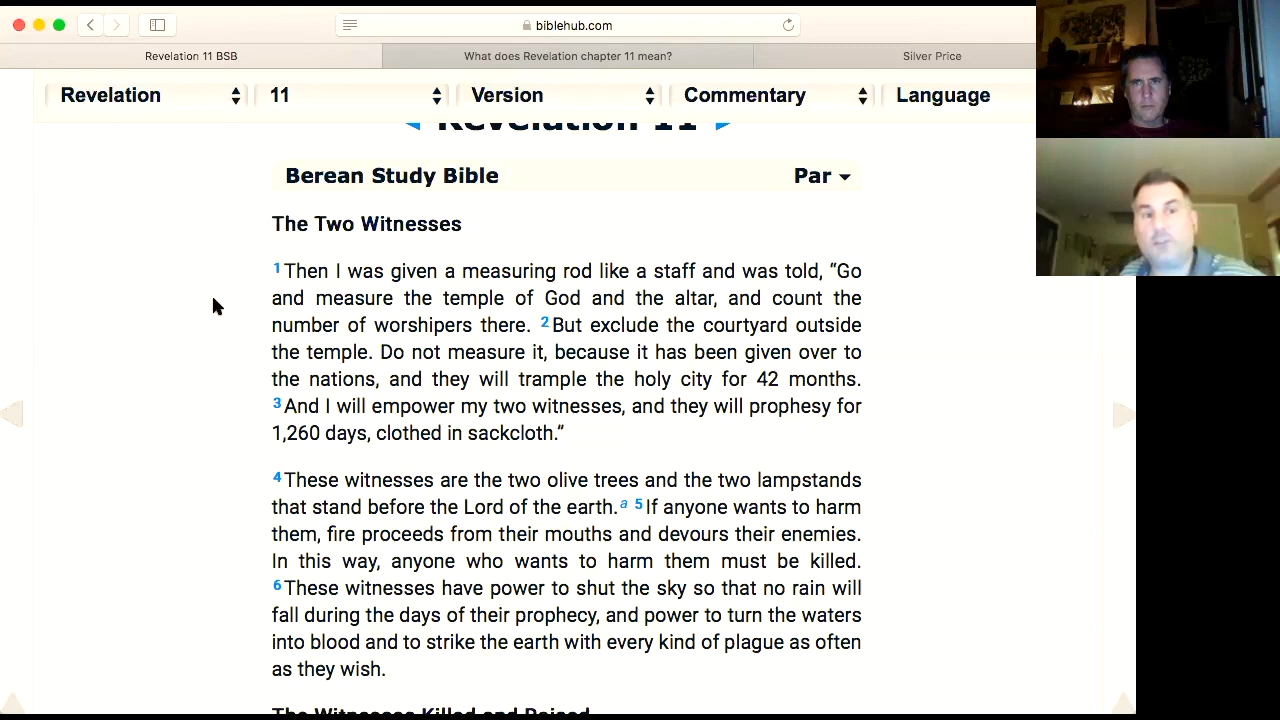 biblehub.com
Revelation 11 BSB
What does Revelation chapter 11 mean?
Silver Price
Revelation 11 Version Commentary Language
Revelation 11
Berean Study Bible Par
The Two Witnesses
1 Then I was given a measuring rod like a staff and was told, “Go
and measure the temple of God and the altar, and count the
number of worshipers there. 2 But exclude the courtyard outside
the temple. Do not measure it, because it has been given over to
the nations, and they will trample the holy city for 42 months.
3 And I will empower my two witnesses, and they will prophesy for
1,260 days, clothed in sackcloth.”
4 These witnesses are the two olive trees and the two lampstands
that stand before the Lord of the earth. a 5 If anyone wants to harm
them, fire proceeds from their mouths and devours their enemies.
In this way, anyone who wants to harm them must be killed.
6 These witnesses have power to shut the sky so that no rain will
fall during the days of their prophecy, and power to turn the waters
into blood and to strike the earth with every kind of plague as often
as they wish.
The Witnesses Killed and Raised